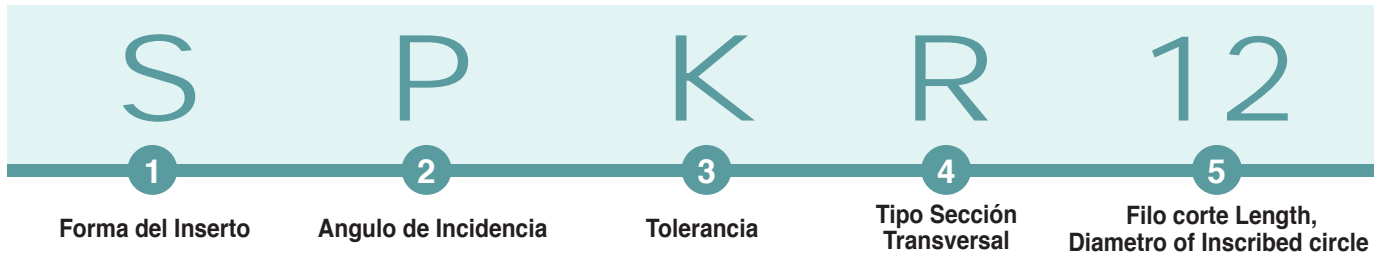 S P K R 12
1 2 3 4 5
Forma del Inserto Angulo de Incidencia Tolerancia Tipo Sección Transversal Filo corte Length, Diametro of Inscribed circle